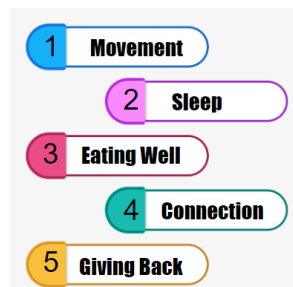 1 Movement
2 Sleep
3 Eating Well
4 Connection
5 Giving Back